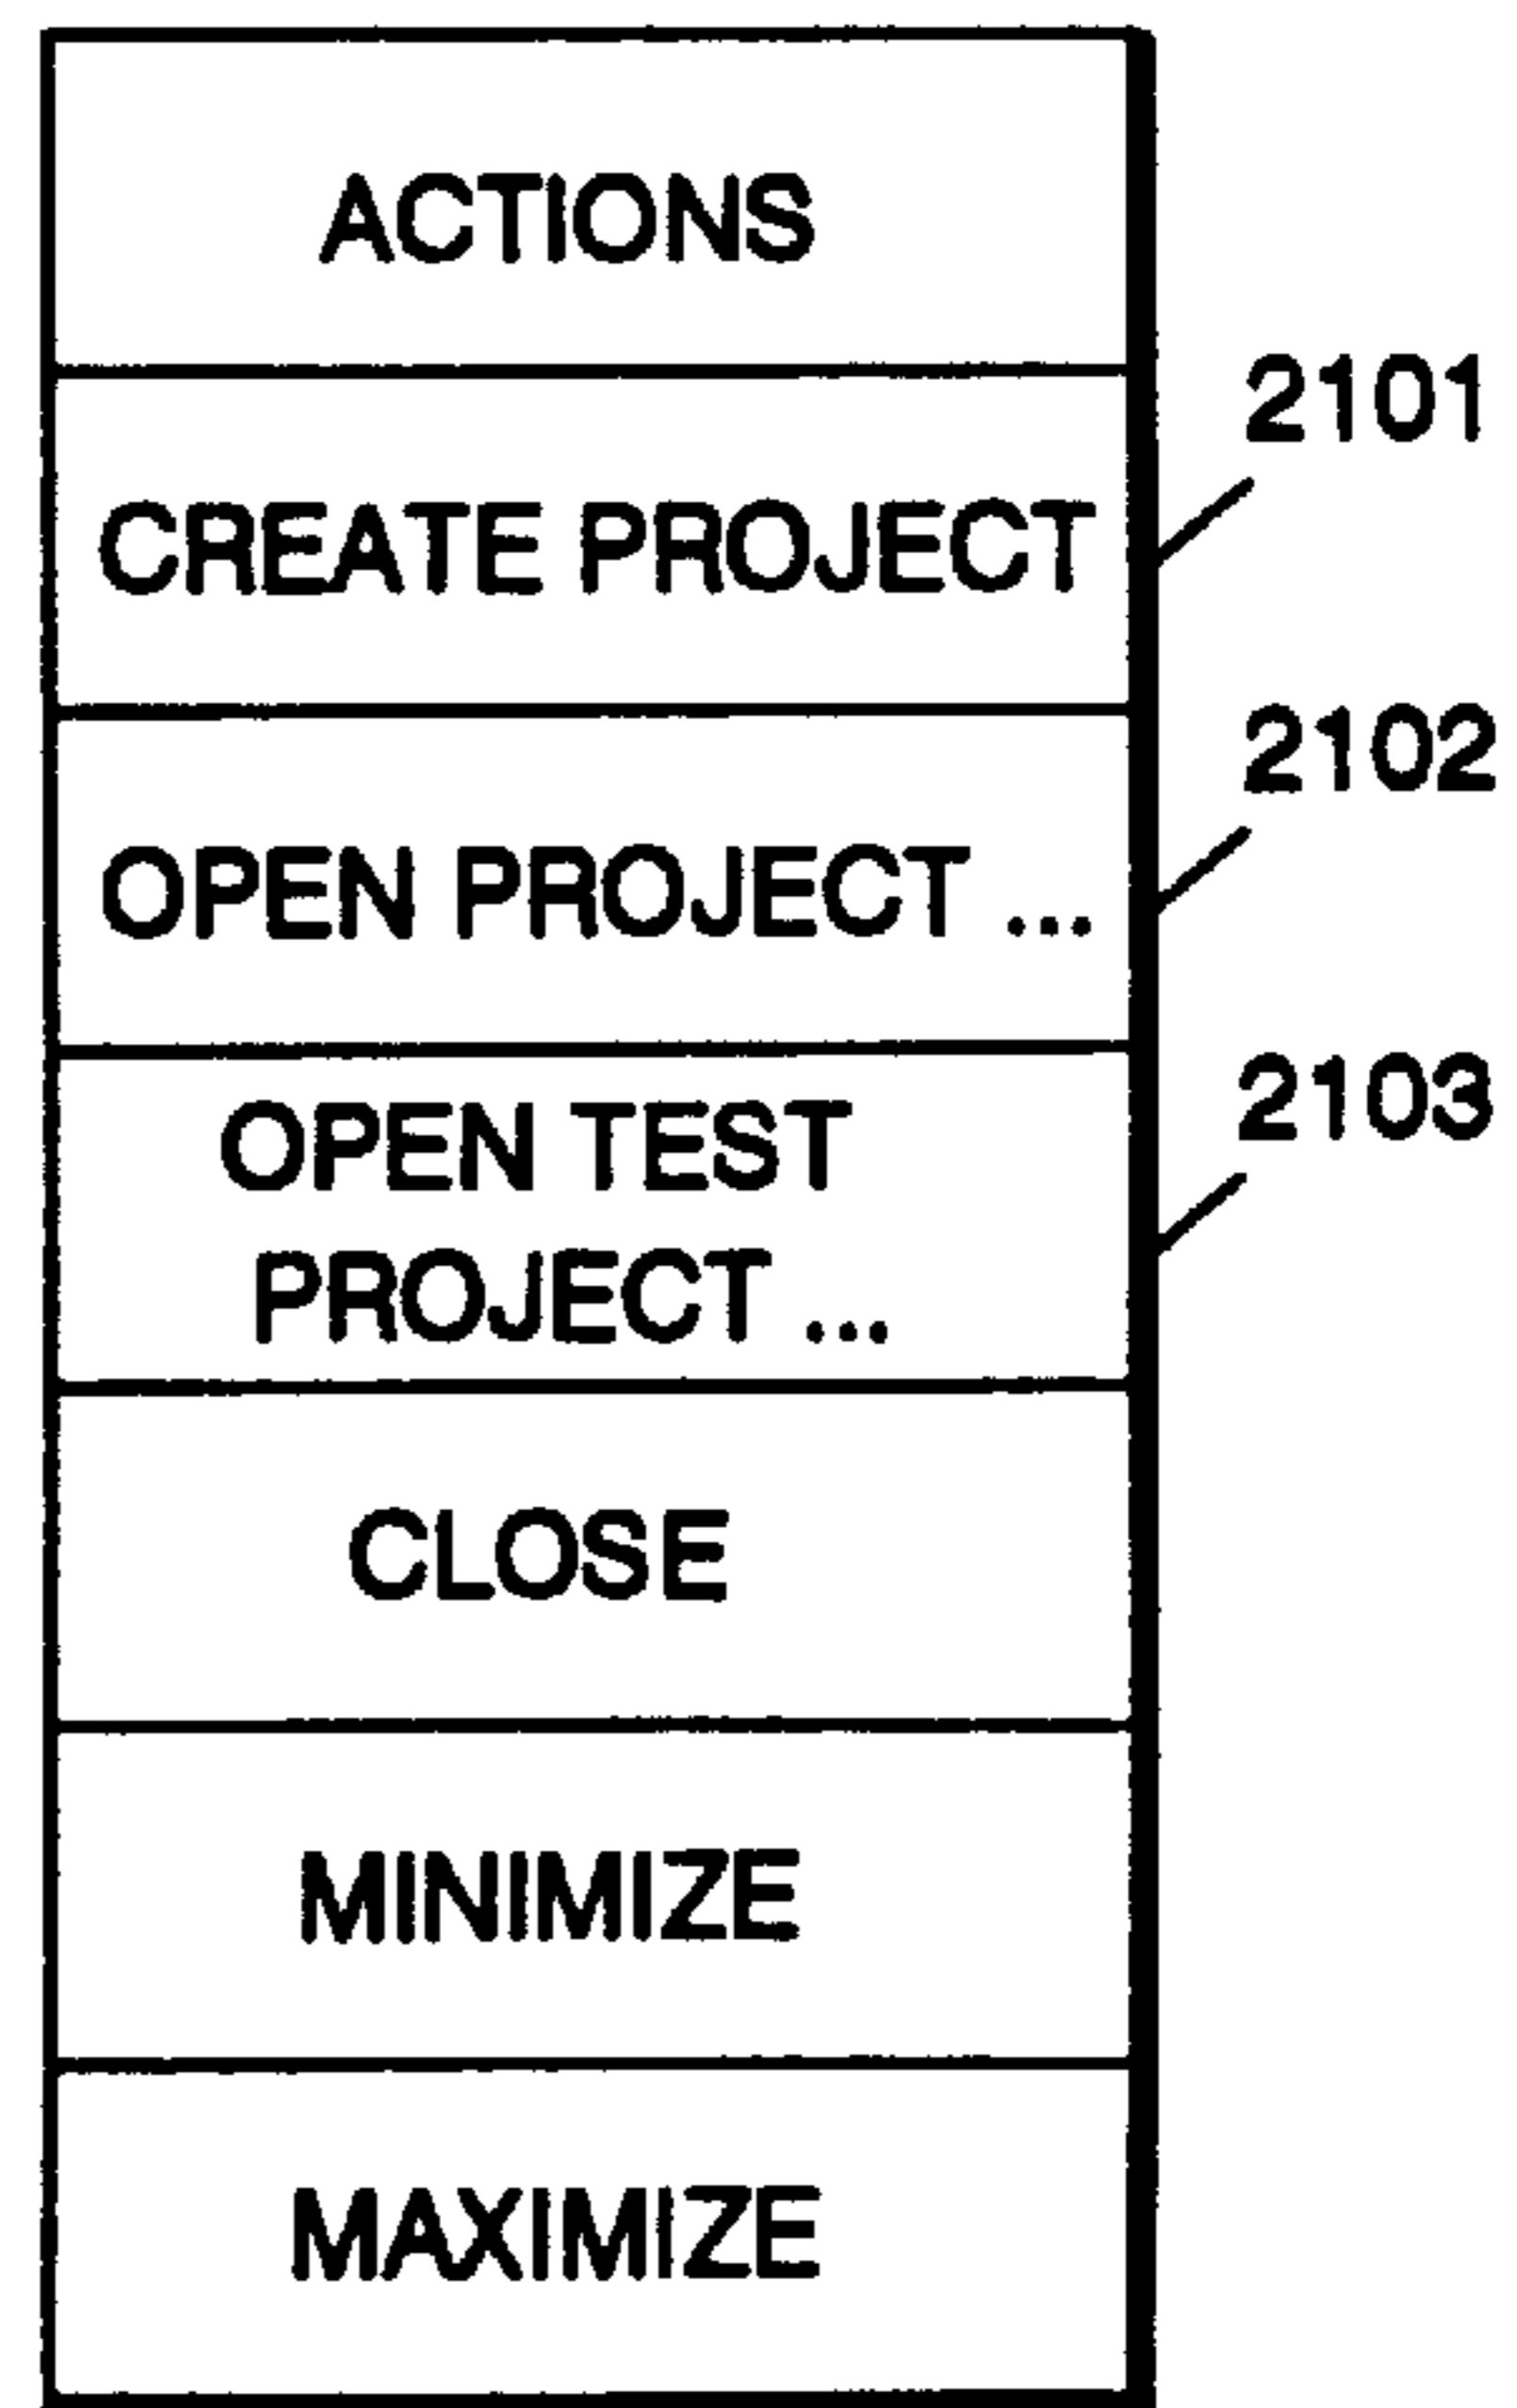 ACTIONS
2101
CREATE PROJECT
2102
OPEN PROJECT ...
2103
OPEN TEST
PROJECT ...
CLOSE
MINIMIZE
MAXIMIZE